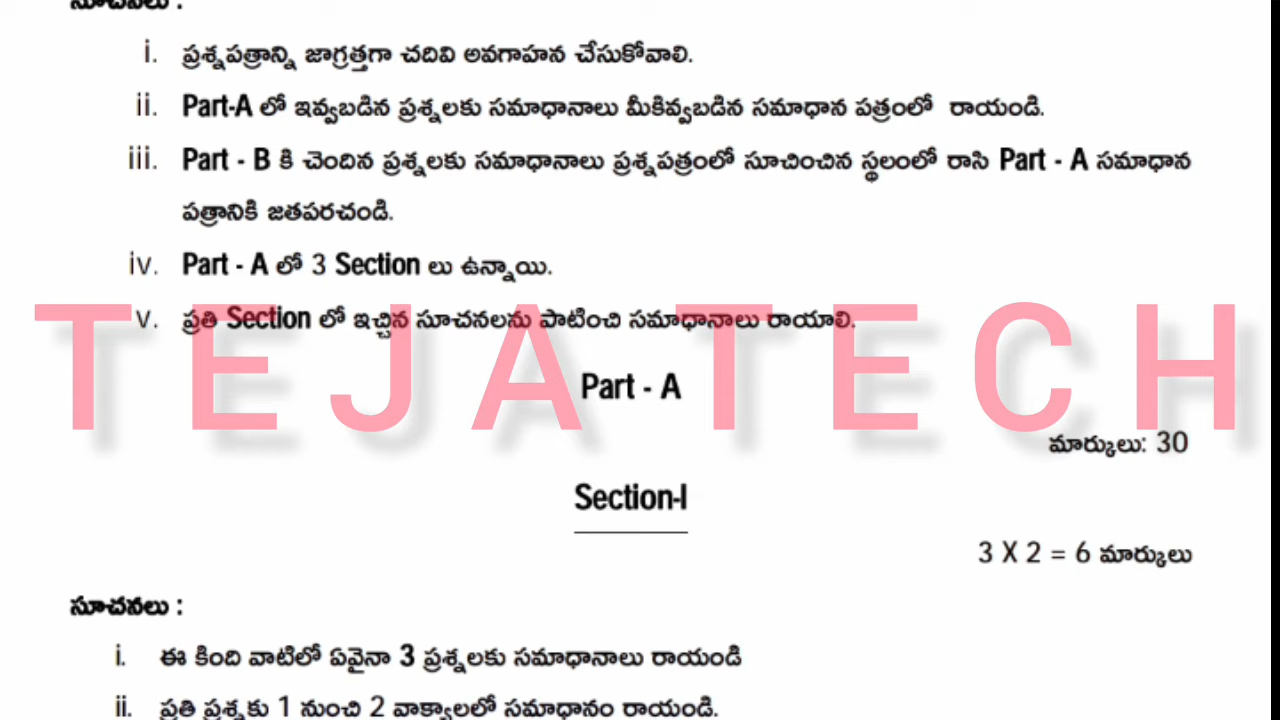 సూచనలు :
i. ప్రశ్నపత్రాన్ని జాగ్రత్తగా చదివి అవగాహన చేసుకోవాలి.
ii. Part-A లో ఇవ్వబడిన ప్రశ్నలకు సమాధానాలు మీకివ్వబడిన సమాధాన పత్రంలో రాయండి.
iii. Part - B కి చెందిన ప్రశ్నలకు సమాధానాలు ప్రశ్నపత్రంలో సూచించిన స్థలంలో రాసి Part - A సమాధాన
పత్రానికి జతపరచండి.
iv. Part - A లో 3 Section లు ఉన్నాయి.
v. ప్రతి Section లో ఇచ్చిన సూచనలను పాటించి సమాధానాలు రాయాలి.
TEJA TECH
Part - A
మార్కులు: 30
Section-I
3 X 2 = 6 మార్కులు
సూచనలు :
i. ఈ కింది వాటిలో ఏవైనా 3 ప్రశ్నలకు సమాధానాలు రాయండి
ii. ప్రతి ప్రశ్నకు 1 నుంచి 2 వాక్యాలలో సమాధానం రాయండి.